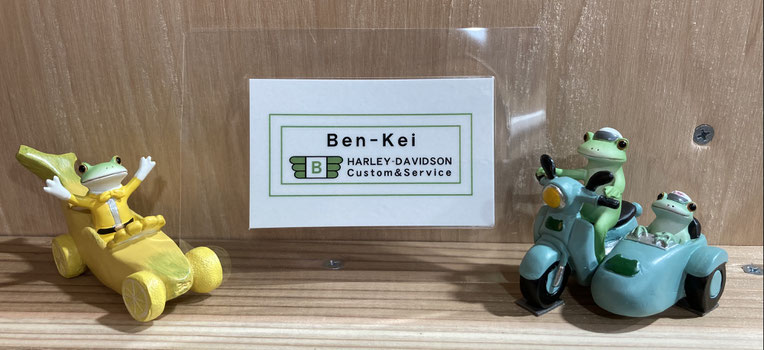 Ben-Kei
B HARLEY-DAVIDSON
Custom&Service